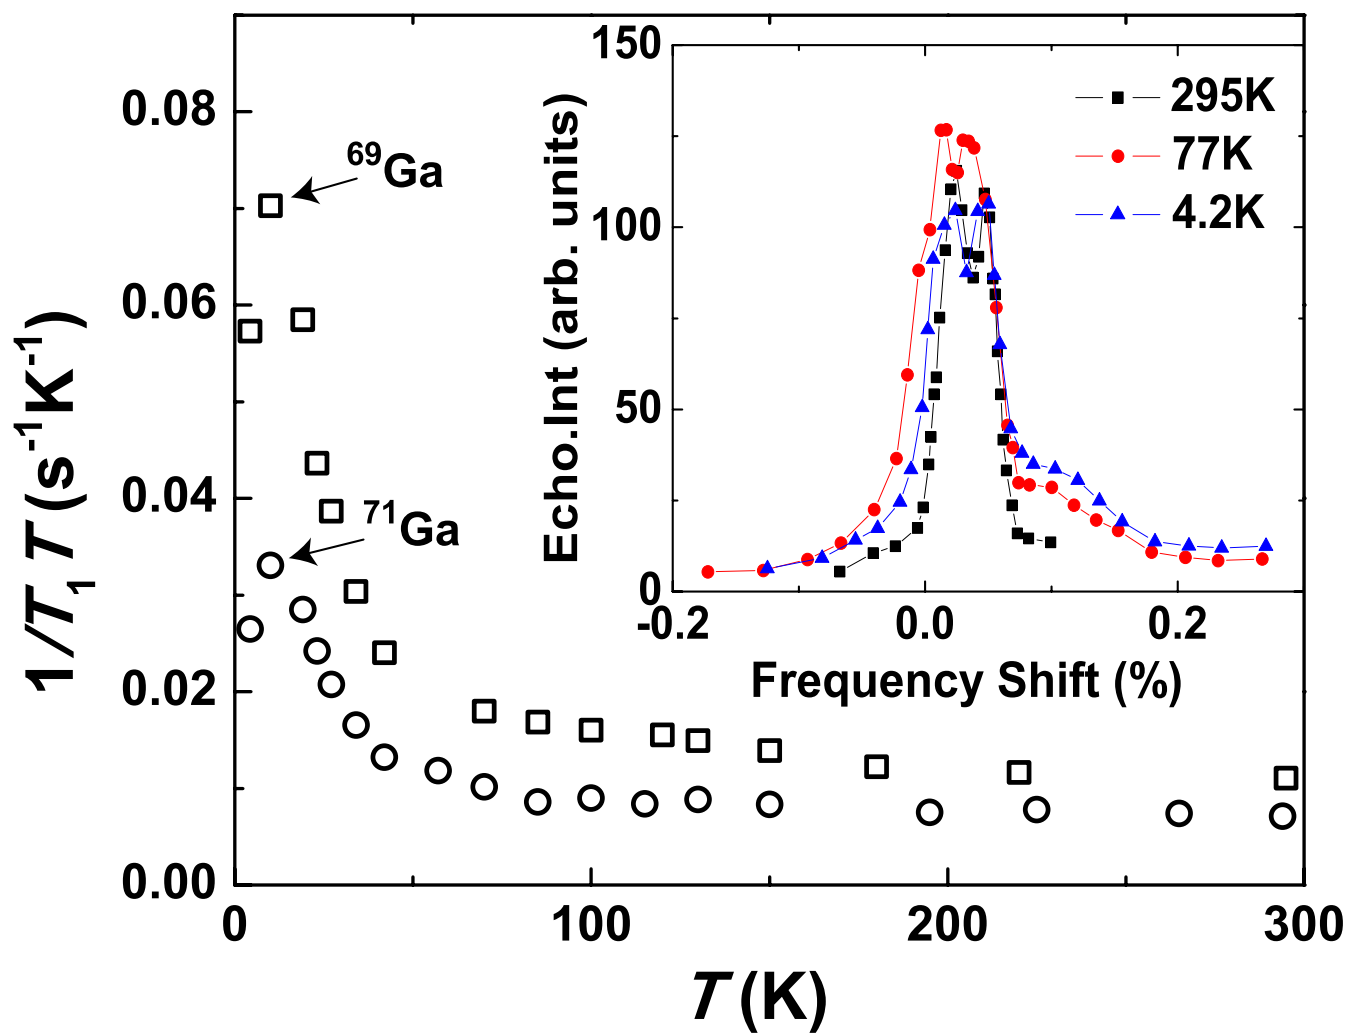 0.08
0.06
0.04
0.02
0.00
0
100
200
300
1/T₁T (s⁻¹K⁻¹)
T (K)
⁶⁹Ga
⁷¹Ga
150
100
50
0
-0.2
0.0
0.2
Echo.Int (arb. units)
Frequency Shift (%)
295K
77K
4.2K